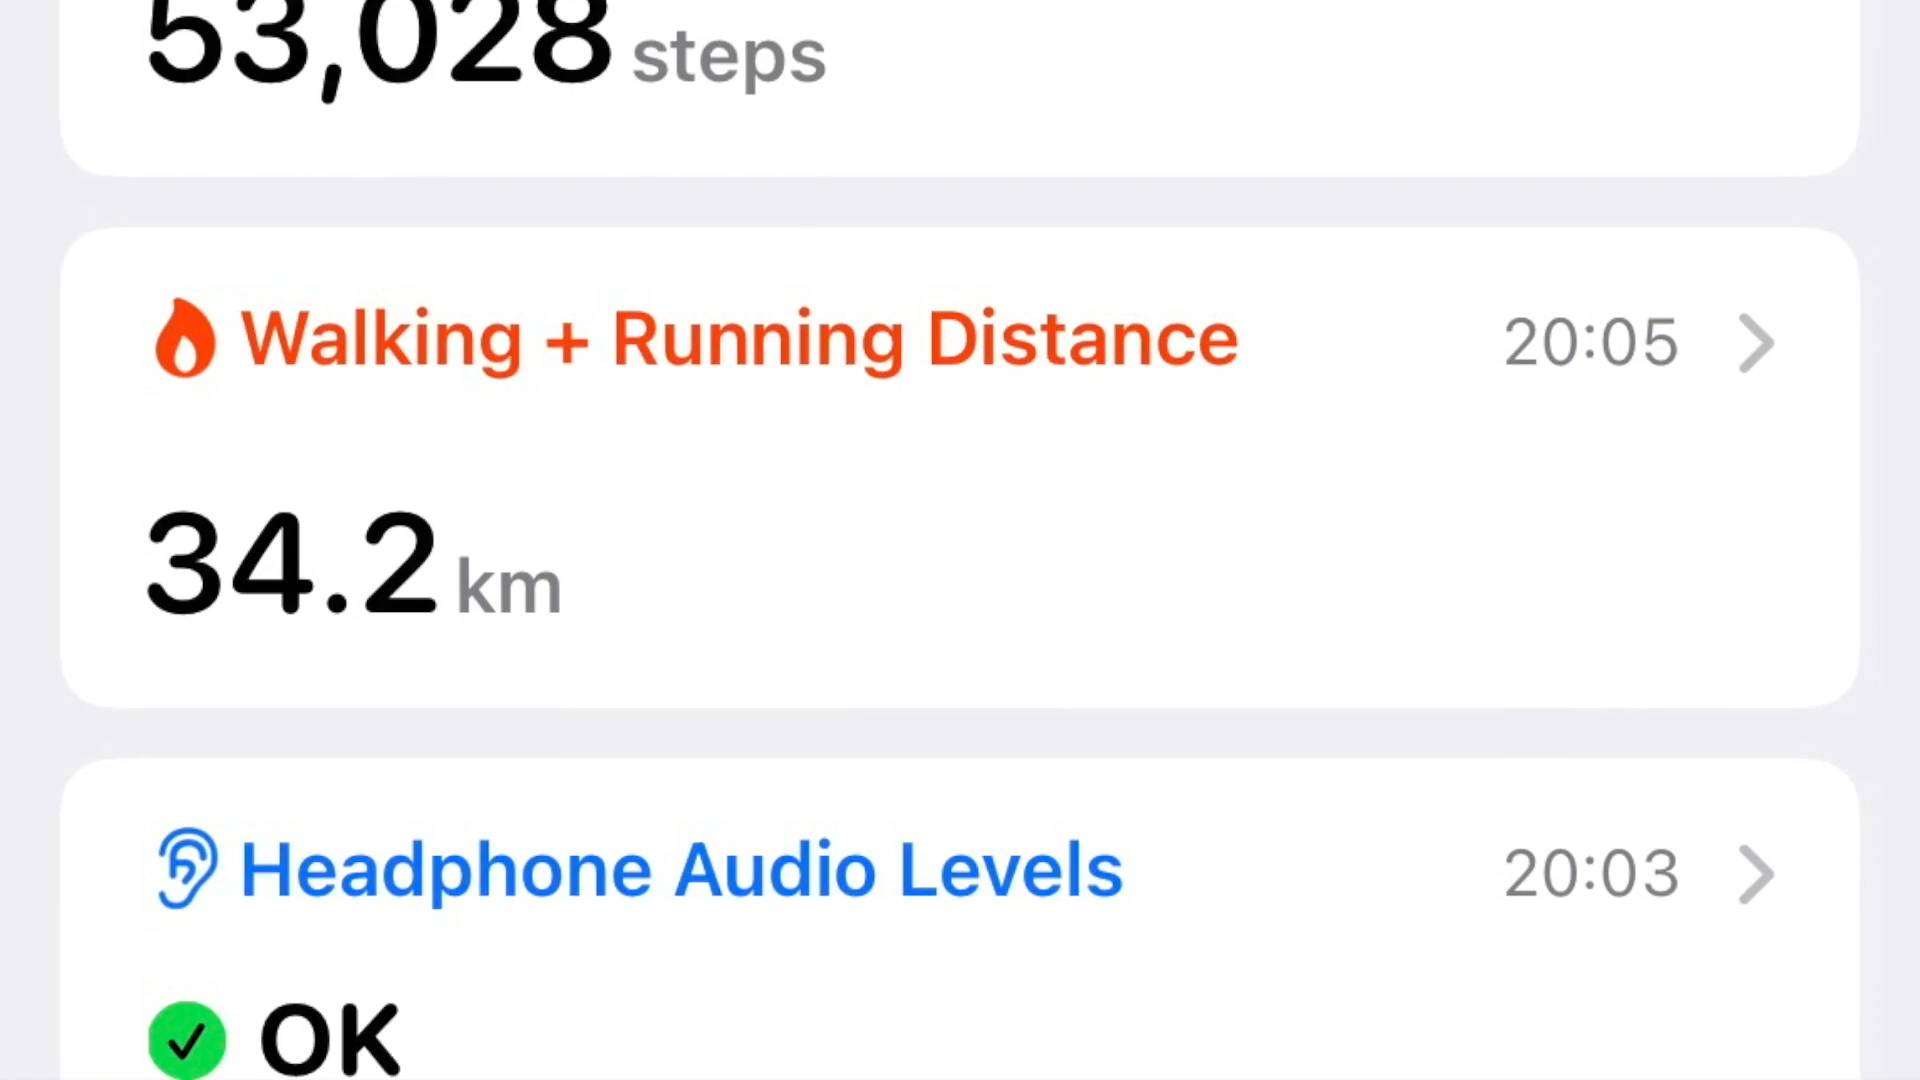 53,028 steps
Walking + Running Distance 20:05
34.2 km
Headphone Audio Levels 20:03
OK